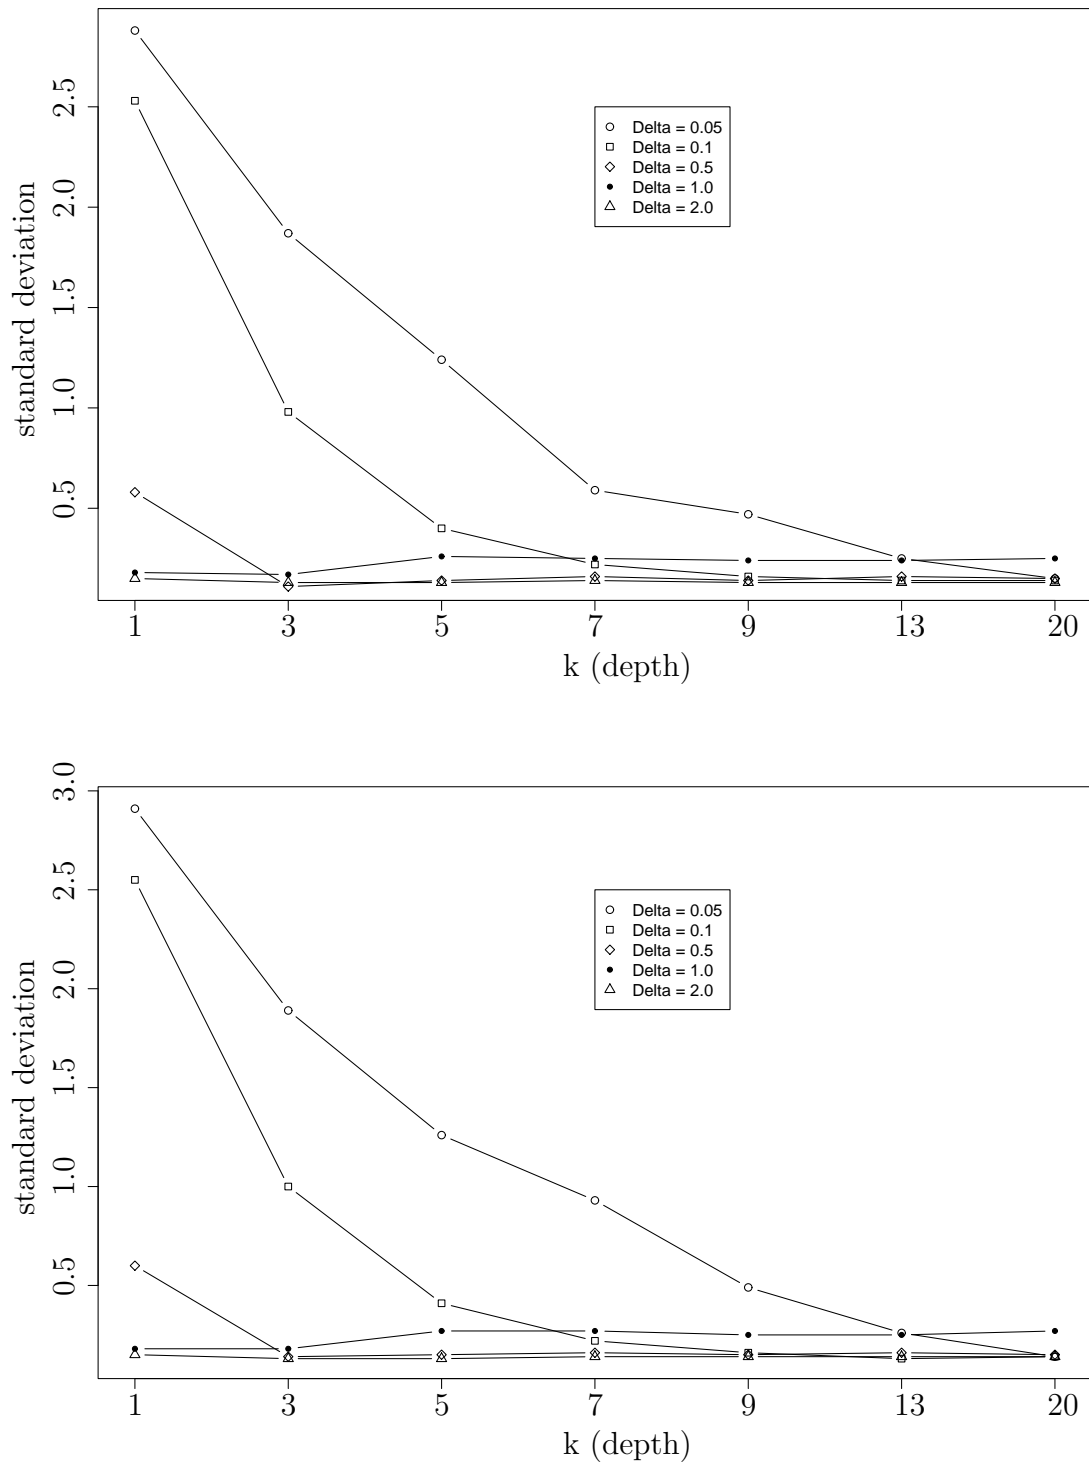 standard deviation
2.5
2.0
1.5
1.0
0.5
Delta = 0.05
Delta = 0.1
Delta = 0.5
Delta = 1.0
Delta = 2.0
1 3 5 7 9 13 20
k (depth)
standard deviation
3.0
2.5
2.0
1.5
1.0
0.5
Delta = 0.05
Delta = 0.1
Delta = 0.5
Delta = 1.0
Delta = 2.0
1 3 5 7 9 13 20
k (depth)